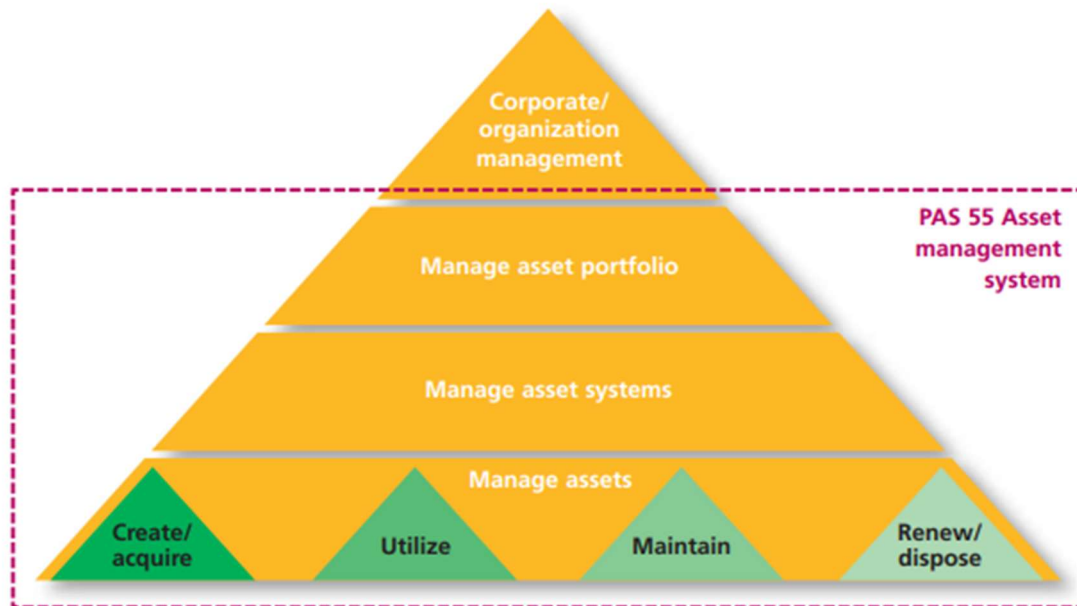 Corporate/
organization
management
PAS 55 Asset
management
system
Manage asset portfolio
Manage asset systems
Manage assets
Create/
acquire
Utilize
Maintain
Renew/
dispose